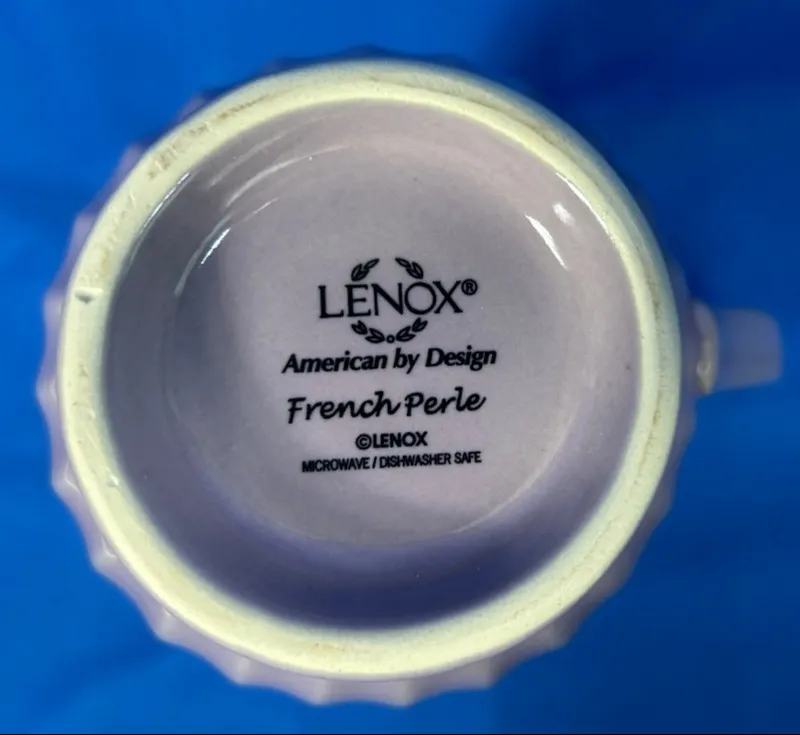 LENOX®
American by Design
French Perle
©LENOX
MICROWAVE / DISHWASHER SAFE